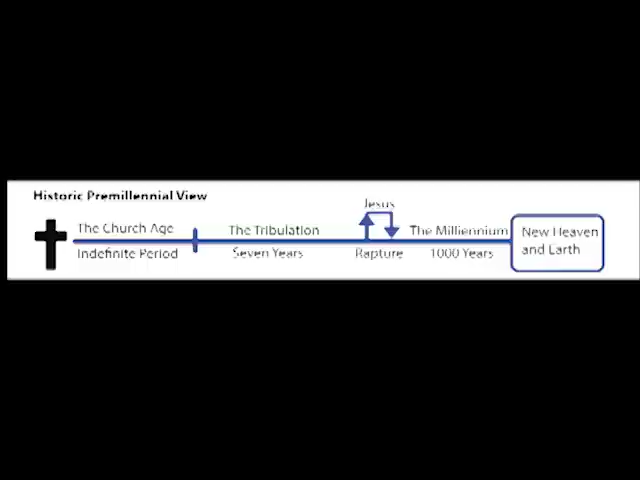 Historic Premillennial View
Jesus
The Church Age The Tribulation The Milliennium New Heaven
Indefinite Period Seven Years Rapture 1000 Years and Earth